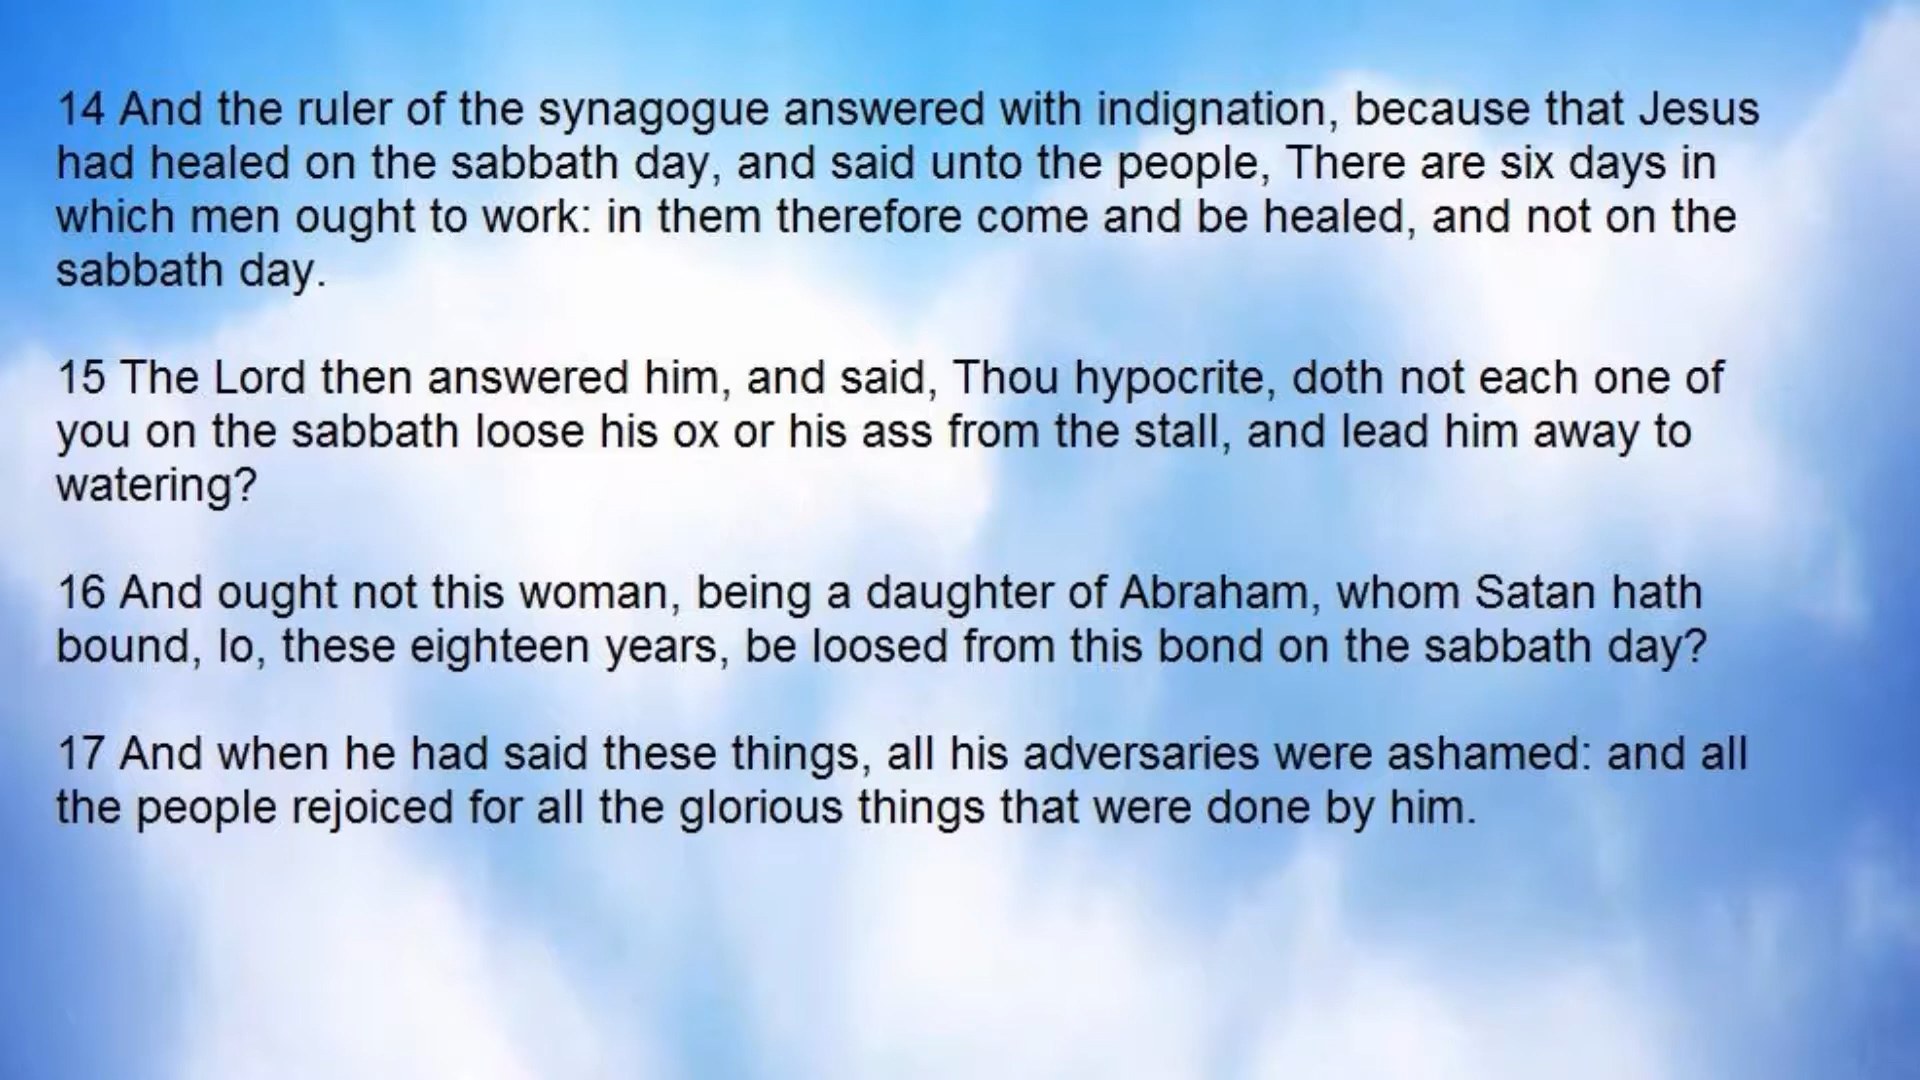 14 And the ruler of the synagogue answered with indignation, because that Jesus
had healed on the sabbath day, and said unto the people, There are six days in
which men ought to work: in them therefore come and be healed, and not on the
sabbath day.
15 The Lord then answered him, and said, Thou hypocrite, doth not each one of
you on the sabbath loose his ox or his ass from the stall, and lead him away to
watering?
16 And ought not this woman, being a daughter of Abraham, whom Satan hath
bound, lo, these eighteen years, be loosed from this bond on the sabbath day?
17 And when he had said these things, all his adversaries were ashamed: and all
the people rejoiced for all the glorious things that were done by him.